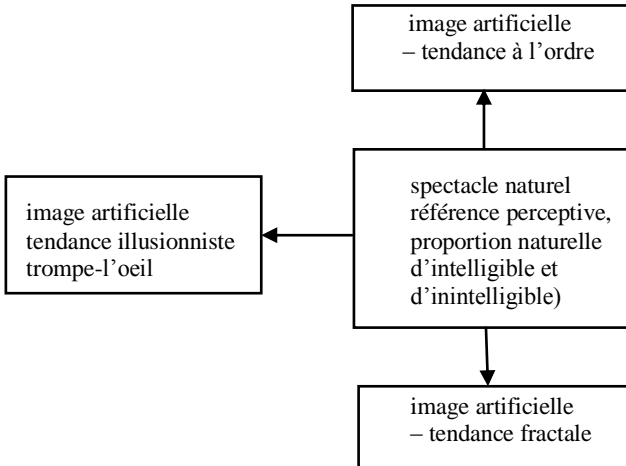 image artificielle
– tendance à l’ordre
image artificielle
tendance illusionniste
trompe-l’oeil
spectacle naturel
référence perceptive,
proportion naturelle
d’intelligible et
d’inintelligible)
image artificielle
– tendance fractale